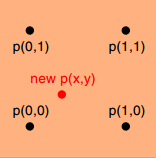 p(0,1) p(1,1)
new p(x,y)
p(0,0) p(1,0)